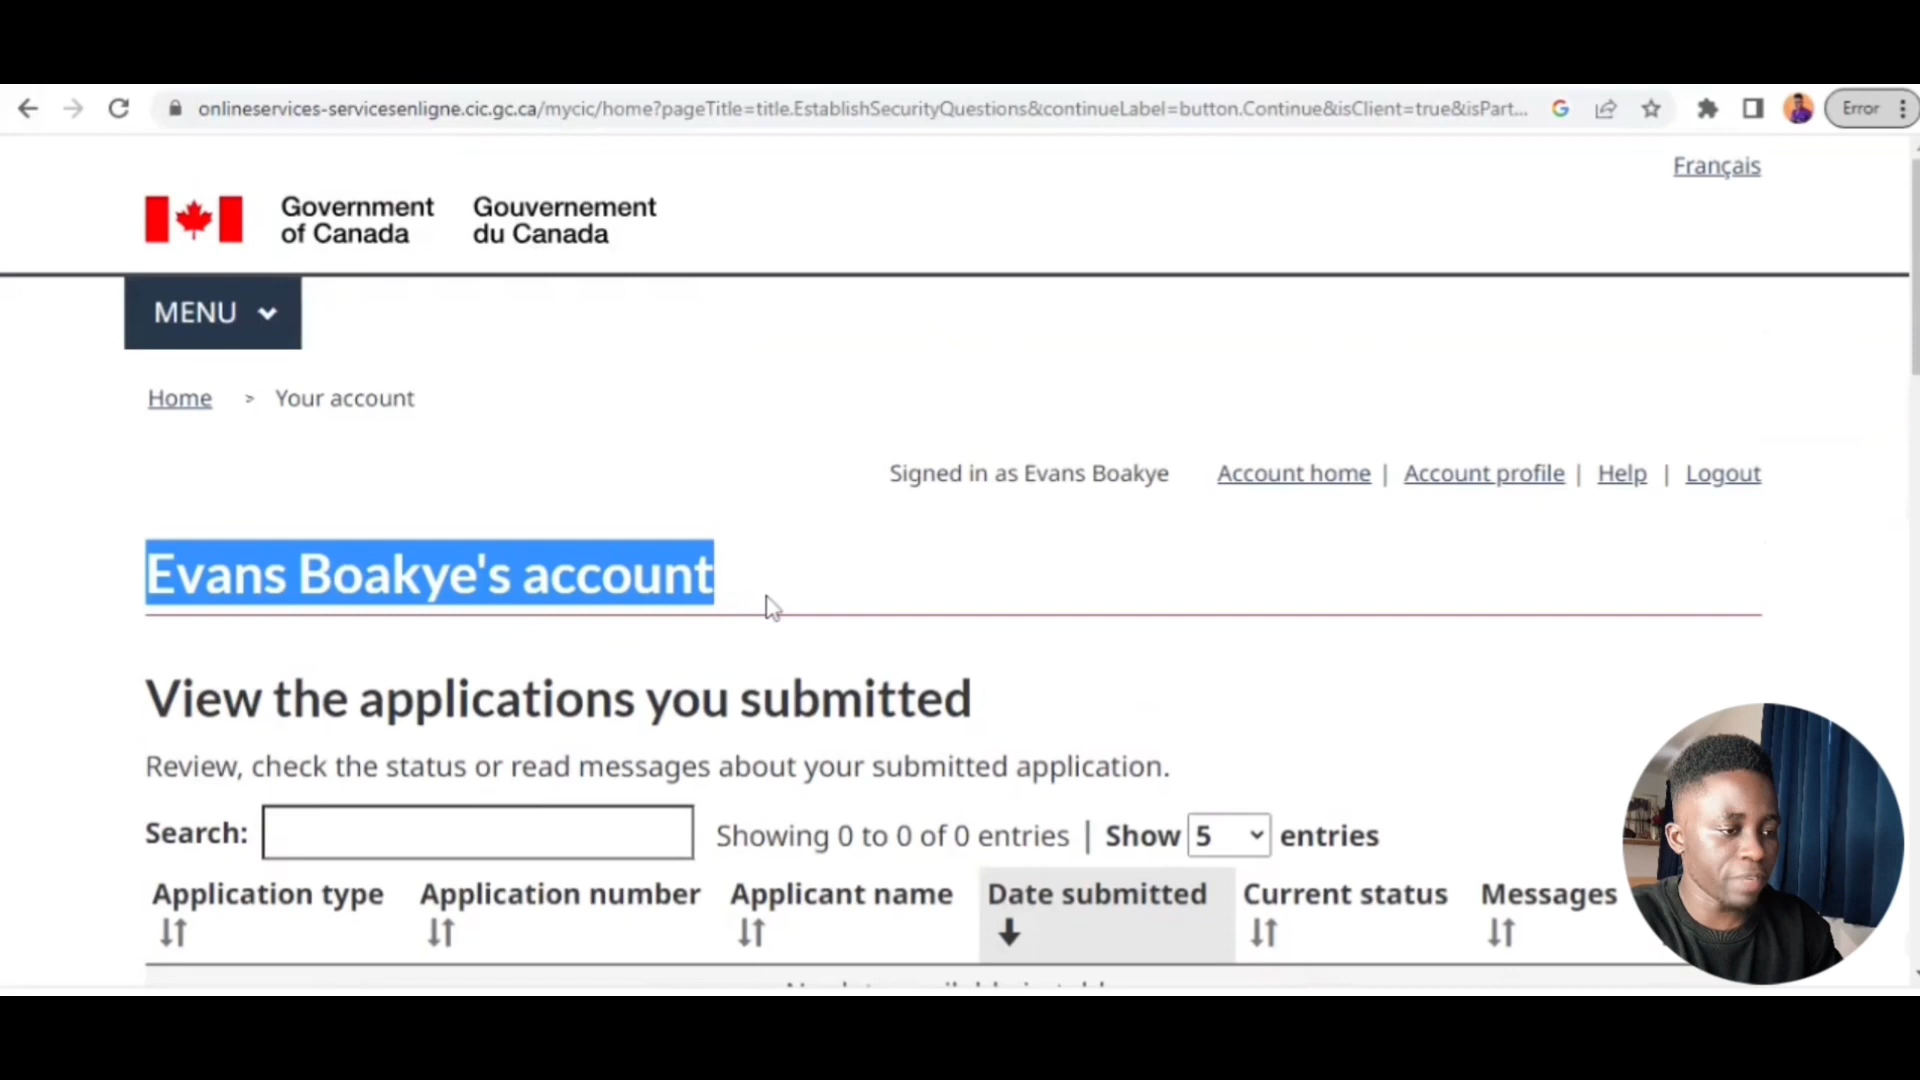 onlineservices-servicesenligne.cic.gc.ca/mycic/home?pageTitle=title.EstablishSecurityQuestions&continueLabel=button.Continue&isClient=true&isPart...
Error
Français
Government of Canada
Gouvernement du Canada
MENU
Home > Your account
Signed in as Evans Boakye Account home | Account profile | Help | Logout
Evans Boakye's account
View the applications you submitted
Review, check the status or read messages about your submitted application.
Search: Showing 0 to 0 of 0 entries | Show 5 entries
Application type Application number Applicant name Date submitted Current status Messages